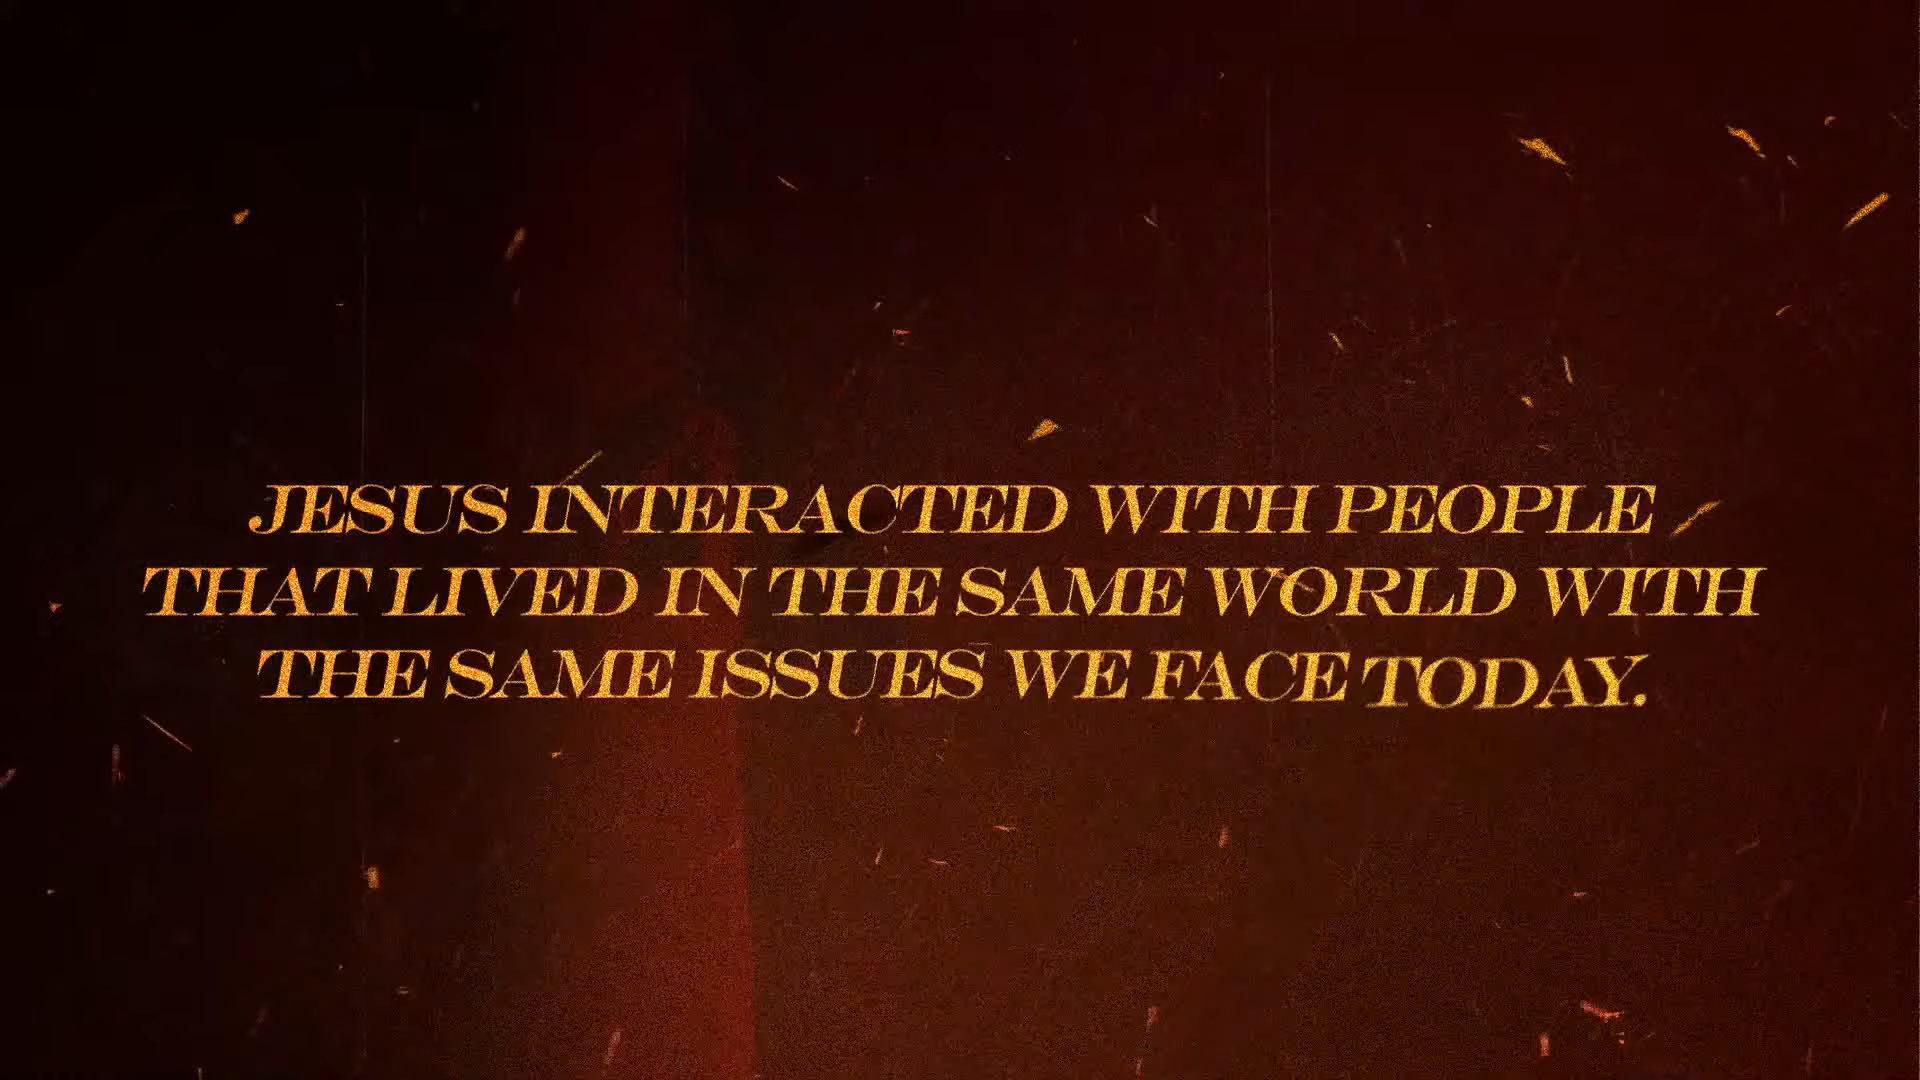 JESUS INTERACTED WITH PEOPLE
THAT LIVED IN THE SAME WORLD WITH
THE SAME ISSUES WE FACE TODAY.